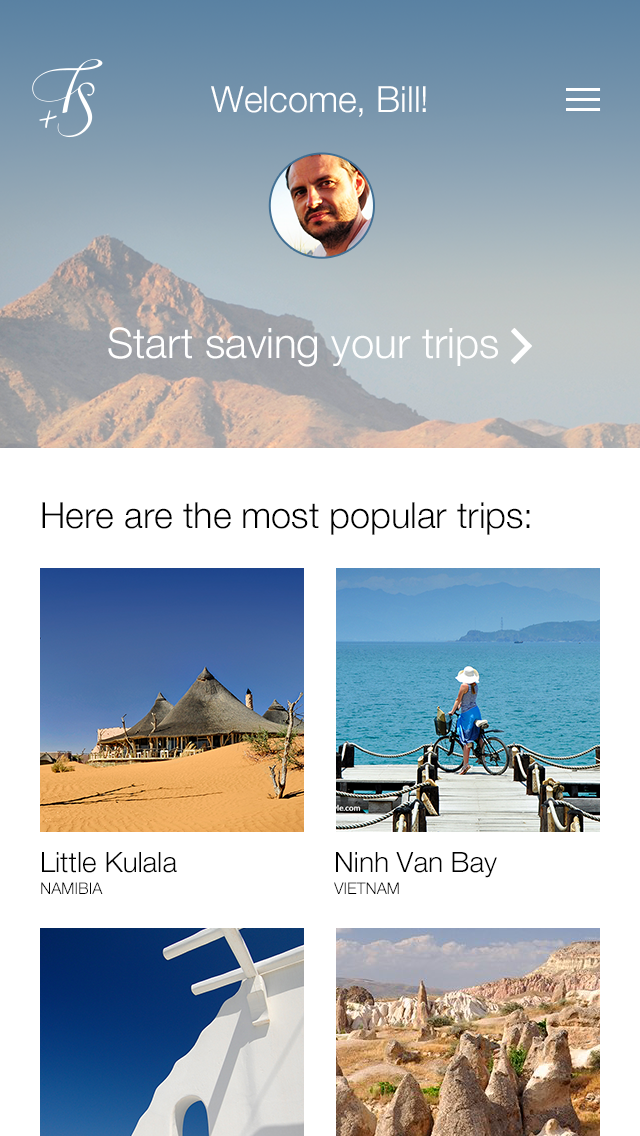 F+S
Welcome, Bill!
Start saving your trips
Here are the most popular trips:
le.com
Little Kulala
NAMIBIA
Ninh Van Bay
VIETNAM